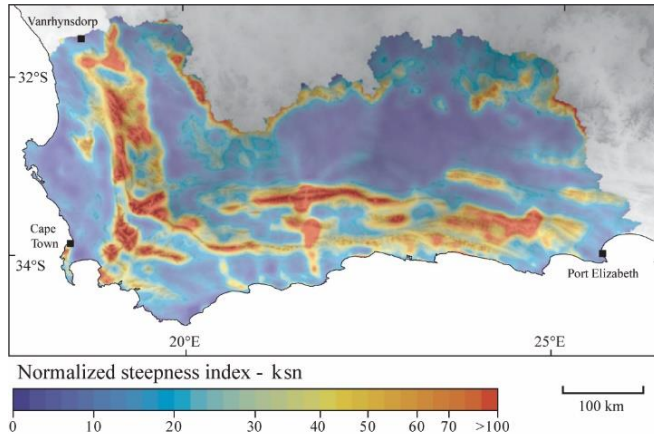 Vanrhynsdorp
32°S
Cape
Town
34°S
Port Elizabeth
20°E
25°E
Normalized steepness index - ksn
0 10 20 30 40 50 60 70 >100
100 km